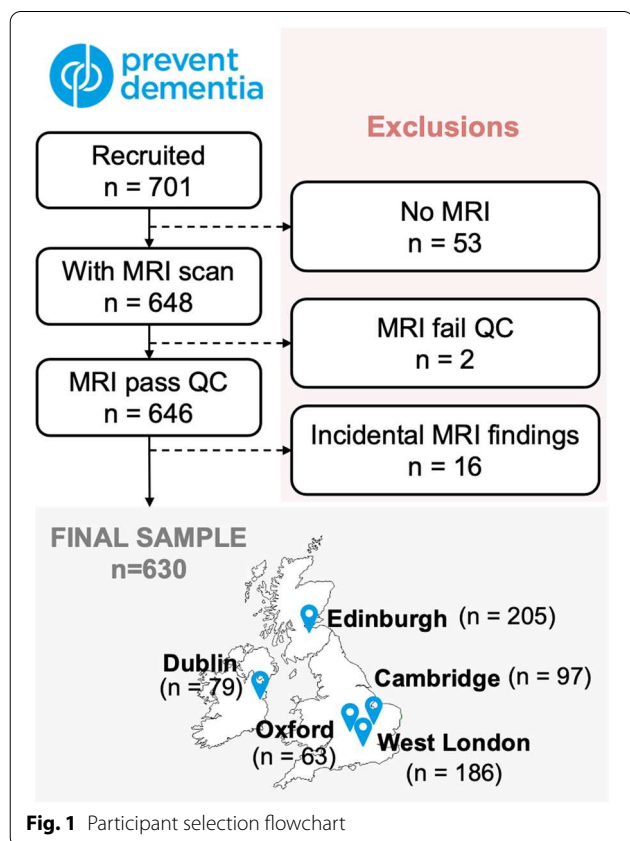 prevent
dementia
Exclusions
Recruited
n = 701
No MRI
n = 53
With MRI scan
n = 648
MRI fail QC
n = 2
MRI pass QC
n = 646
Incidental MRI findings
n = 16
FINAL SAMPLE
n=630
Edinburgh (n = 205)
Dublin
(n = 79)
Cambridge (n = 97)
Oxford
(n = 63)
West London
(n = 186)
Fig. 1 Participant selection flowchart